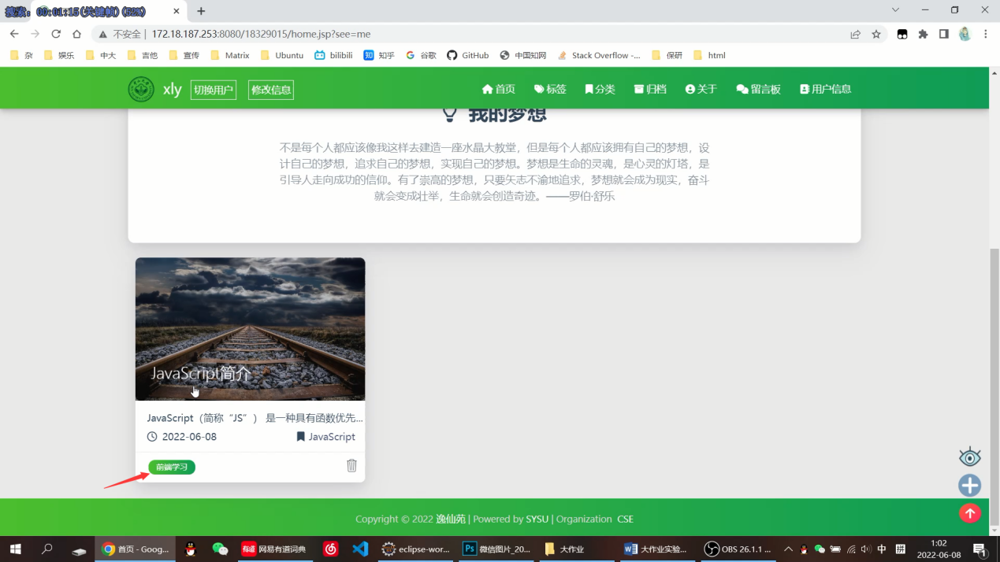 搜索：00:01:15(关键帧)(52%)
不安全 | 172.18.187.253:8080/18329015/home.jsp?see=me
杂 娱乐 中大 吉他 宣传 Matrix Ubuntu bilibili 知乎 谷歌 GitHub 中国知网 Stack Overflow -... 保研 html
xly 切换用户 修改信息 首页 标签 分类 归档 关于 留言板 用户信息
我的梦想
不是每个人都应该像我这样去建造一座水晶大教堂，但是每个人都应该拥有自己的梦想，设
计自己的梦想，追求自己的梦想，实现自己的梦想。梦想是生命的灵魂，是心灵的灯塔，是
引导人走向成功的信仰。有了崇高的梦想，只要矢志不渝地追求，梦想就会成为现实，奋斗
就会变成壮举，生命就会创造奇迹。——罗伯·舒乐
JavaScript简介
JavaScript（简称“JS”） 是一种具有函数优先...
2022-06-08 JavaScript
前端学习
Copyright © 2022 逸仙苑 | Powered by SYSU | Organization CSE
首页 - Goog... 有道 网易有道词典 eclipse-wor... Ps 微信图片_20... 大作业 大作业实验... OBS 26.1.1 ... 中 拼 1:02
2022-06-08 1